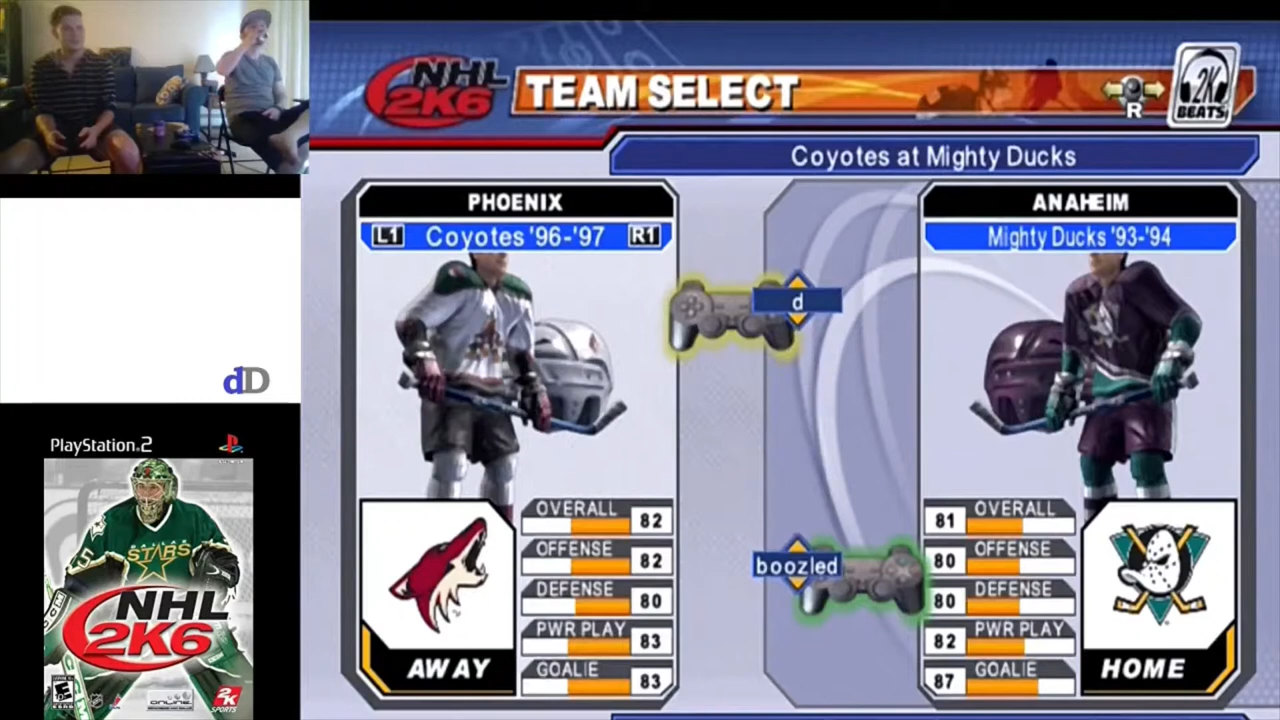 NHL
2K6
TEAM SELECT
R
2K
BEATS
Coyotes at Mighty Ducks
PHOENIX
L1 Coyotes '96-'97 R1
ANAHEIM
Mighty Ducks '93-'94
d
boozled
OVERALL 82
OFFENSE 82
DEFENSE 80
PWR PLAY 83
GOALIE 83
AWAY
81 OVERALL
80 OFFENSE
80 DEFENSE
82 PWR PLAY
87 GOALIE
HOME
dD
PlayStation.2
STARS
NHL
2K6
E
ONLINE
2K
SPORTS